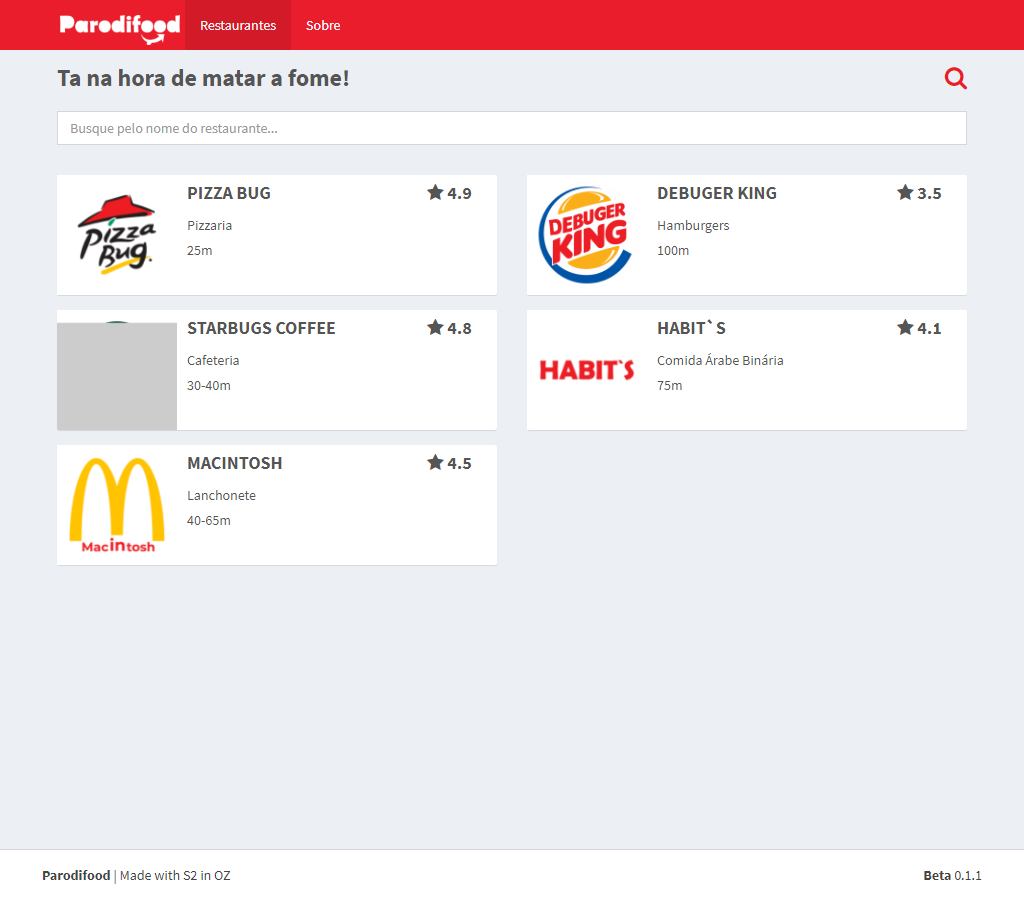 Parodifood Restaurantes Sobre
Ta na hora de matar a fome!
Busque pelo nome do restaurante...
Pizza Bug.
PIZZA BUG 4.9
Pizzaria
25m
DEBUGER KING
DEBUGER KING 3.5
Hamburgers
100m
STARBUGS COFFEE 4.8
Cafeteria
30-40m
HABIT'S
HABIT`S 4.1
Comida Árabe Binária
75m
Macintosh
MACINTOSH 4.5
Lanchonete
40-65m
Parodifood | Made with S2 in OZ
Beta 0.1.1